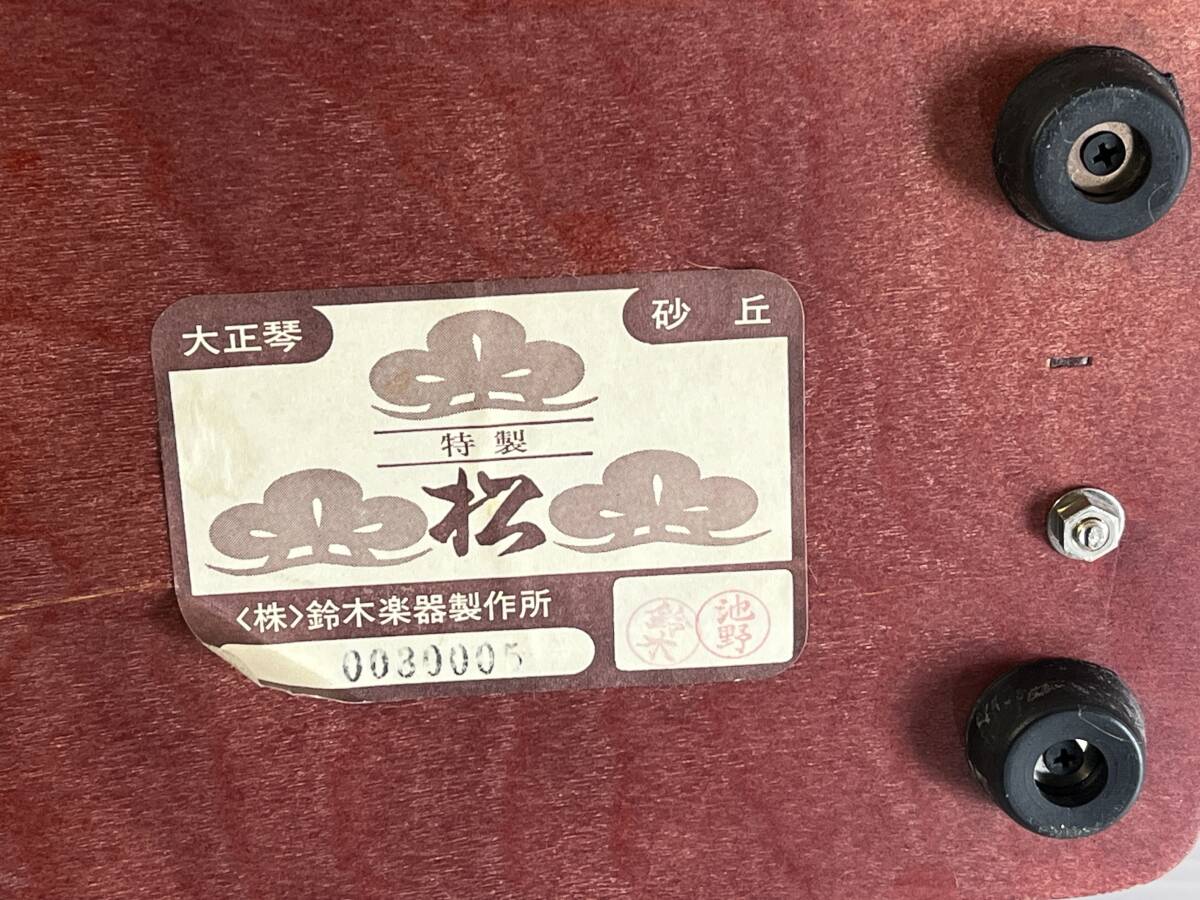 大正琴
砂丘
特製
松
<株>鈴木楽器製作所
0030005
鈴木
池野